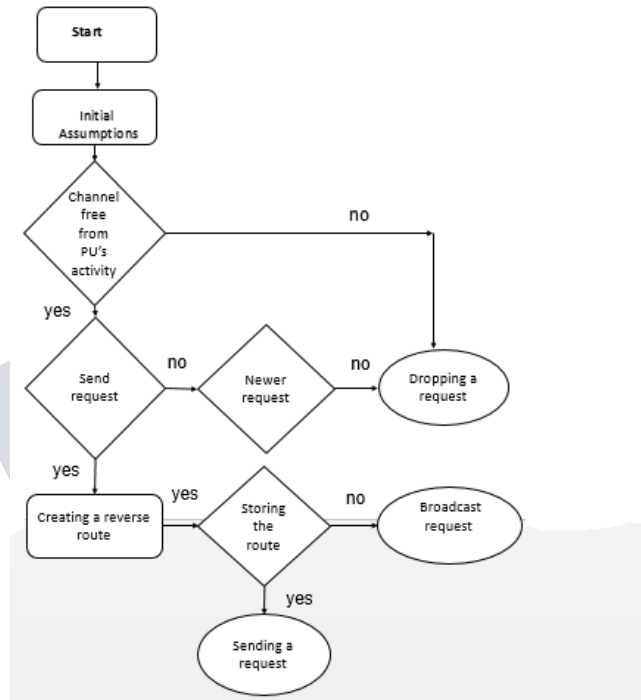 Start
Initial
Assumptions
Channel
free
from
PU's
activity
no
yes
Send
request
no
Newer
request
no
Dropping a
request
yes
Creating a reverse
route
yes
Storing
the
route
no
Broadcast
request
yes
Sending a
request